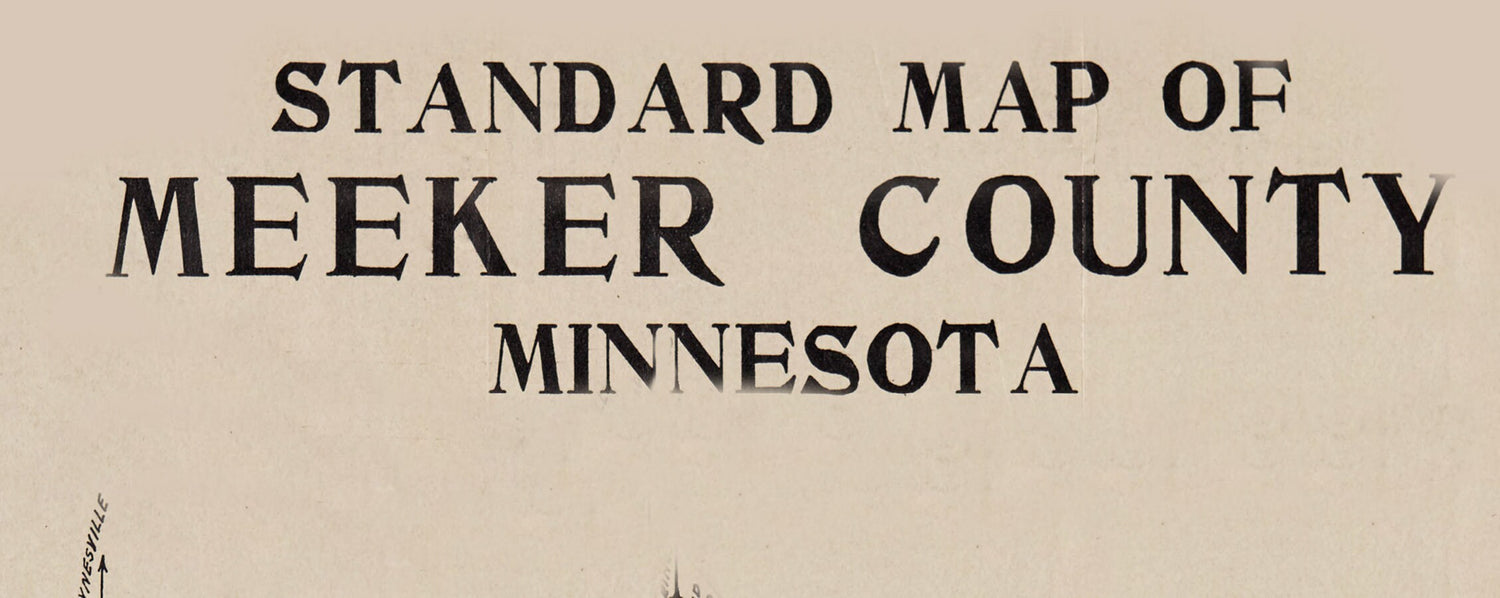 STANDARD MAP OF
MEEKER COUNTY
MINNESOTA